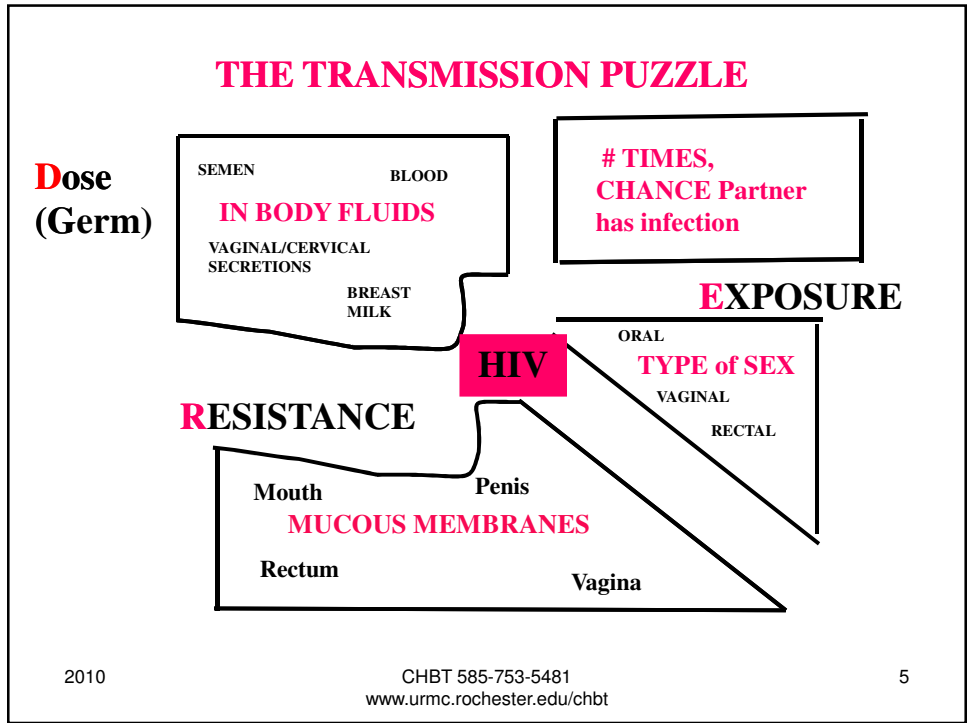 THE TRANSMISSION PUZZLE
Dose
(Germ)
SEMEN
BLOOD
IN BODY FLUIDS
VAGINAL/CERVICAL
SECRETIONS
BREAST
MILK
# TIMES,
CHANCE Partner
has infection
EXPOSURE
ORAL
TYPE of SEX
VAGINAL
RECTAL
HIV
RESISTANCE
Mouth
Penis
MUCOUS MEMBRANES
Rectum
Vagina
2010
CHBT 585-753-5481
www.urmc.rochester.edu/chbt
5